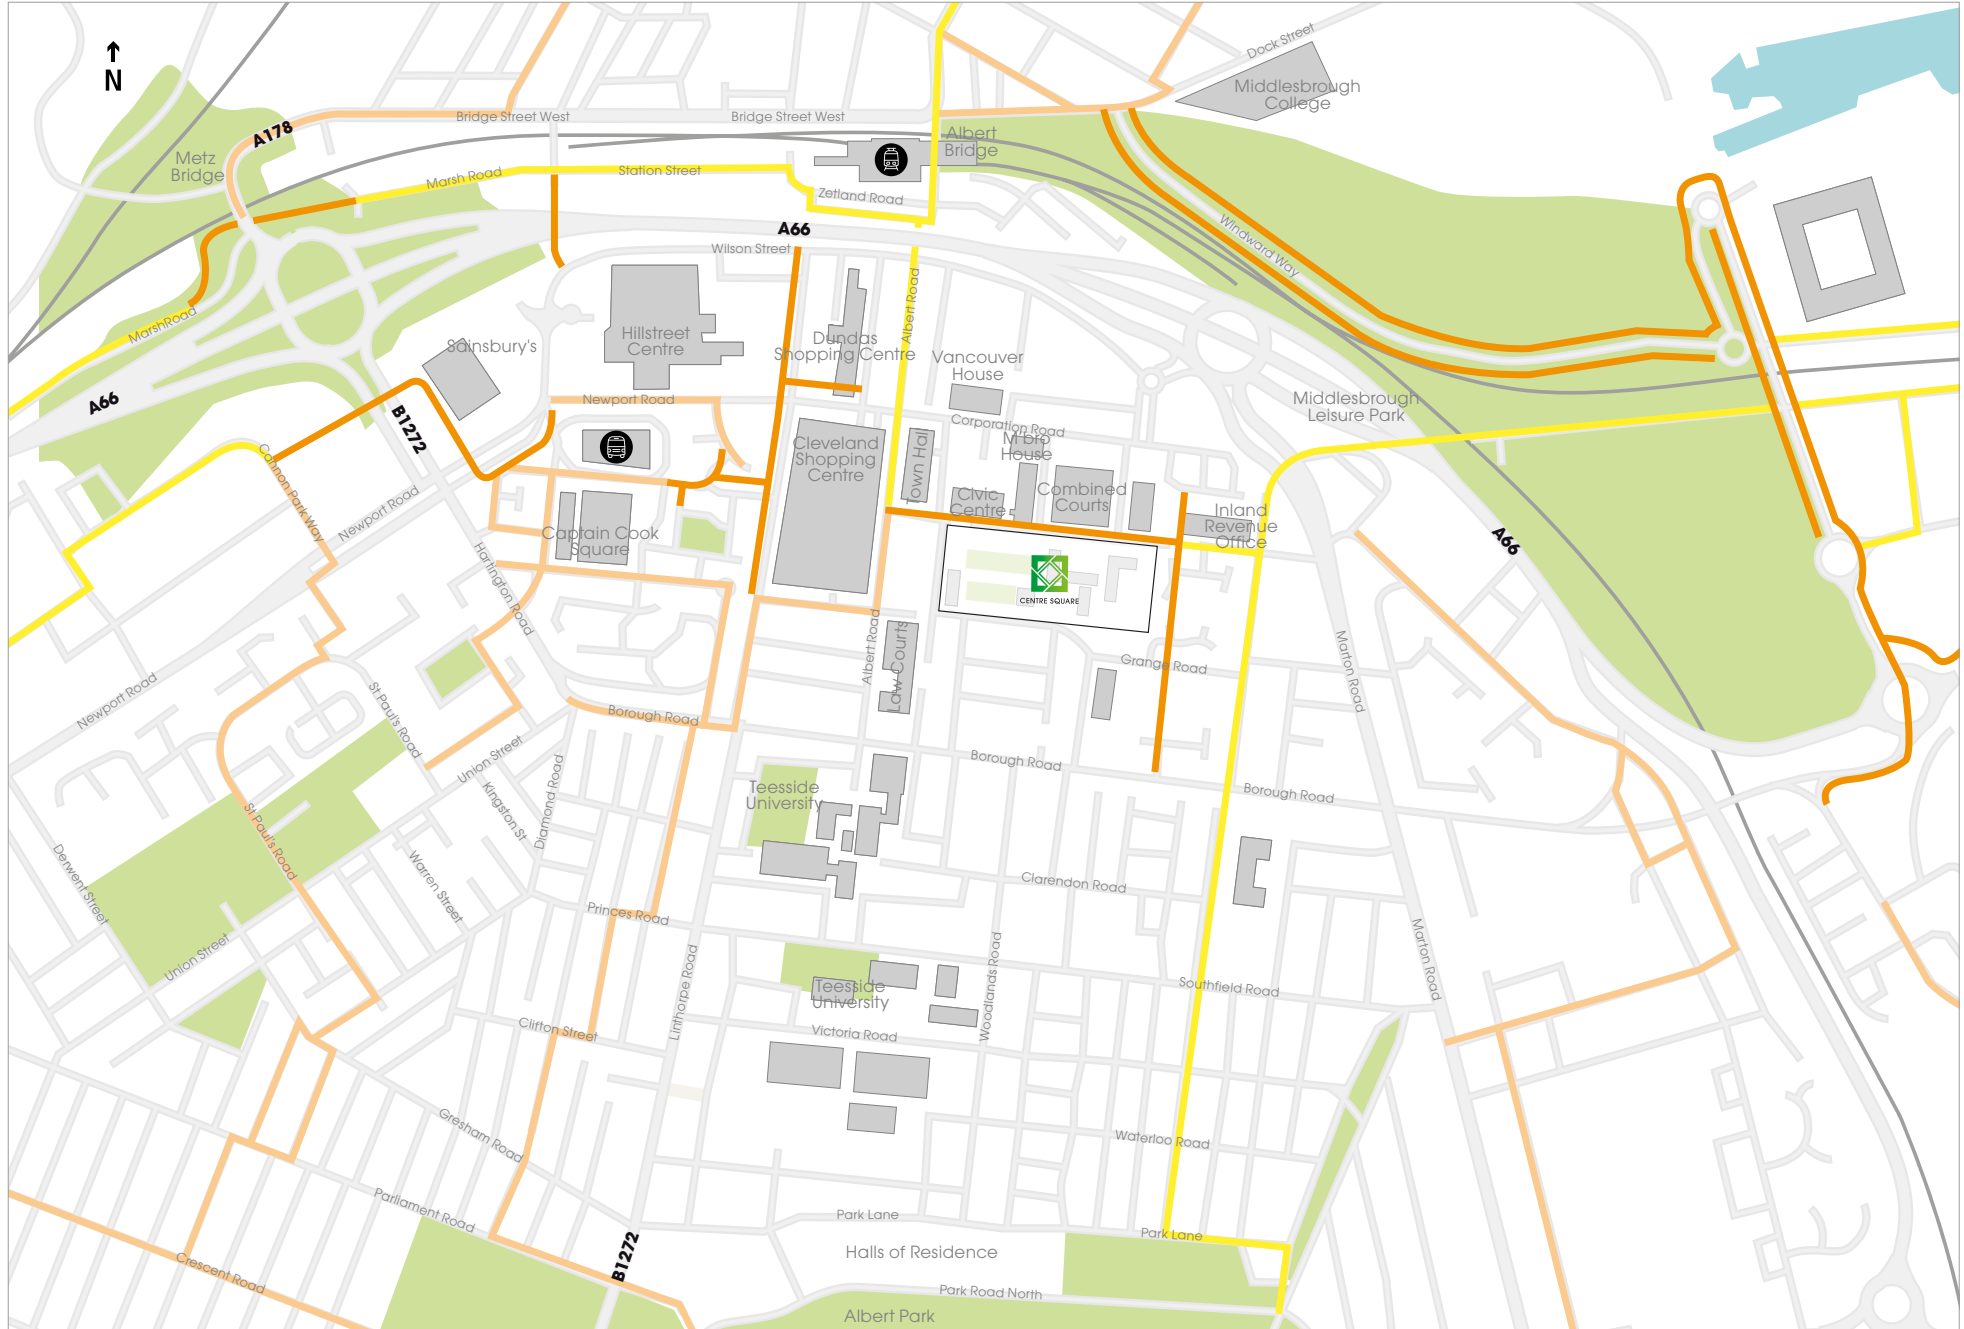 N
Dock Street
Middlesbrough
College
A178
Bridge Street West
Bridge Street West
Metz
Bridge
Albert
Bridge
Marsh Road
Station Street
Zetland Road
A66
Wilson Street
Windward Way
MarshRoad
Sainsbury's
Hillstreet
Centre
Dundas
Shopping Centre
Albert Road
Vancouver
House
A66
B1272
Newport Road
Middlesbrough
Leisure Park
Corporation Road
M'bro
House
Cleveland
Shopping
Centre
Town Hall
Cannon Park Way
Newport Road
Civic
Centre
Combined
Courts
Inland
Revenue
Office
A66
Captain Cook
Square
CENTRE SQUARE
Hartington Road
Albert Road
Law Courts
Grange Road
Marton Road
Newport Road
St Paul's Road
Borough Road
Union Street
Borough Road
Borough Road
Kingston St
Diamond Road
Teesside
University
St Paul's Road
Derwent Street
Warren Street
Clarendon Road
Princes Road
Union Street
Linthorpe Road
Woodlands Road
Marton Road
Teesside
University
Southfield Road
Clifton Street
Victoria Road
Gresham Road
Waterloo Road
Parliament Road
Park Lane
Park Lane
Crescent Road
B1272
Halls of Residence
Park Road North
Albert Park